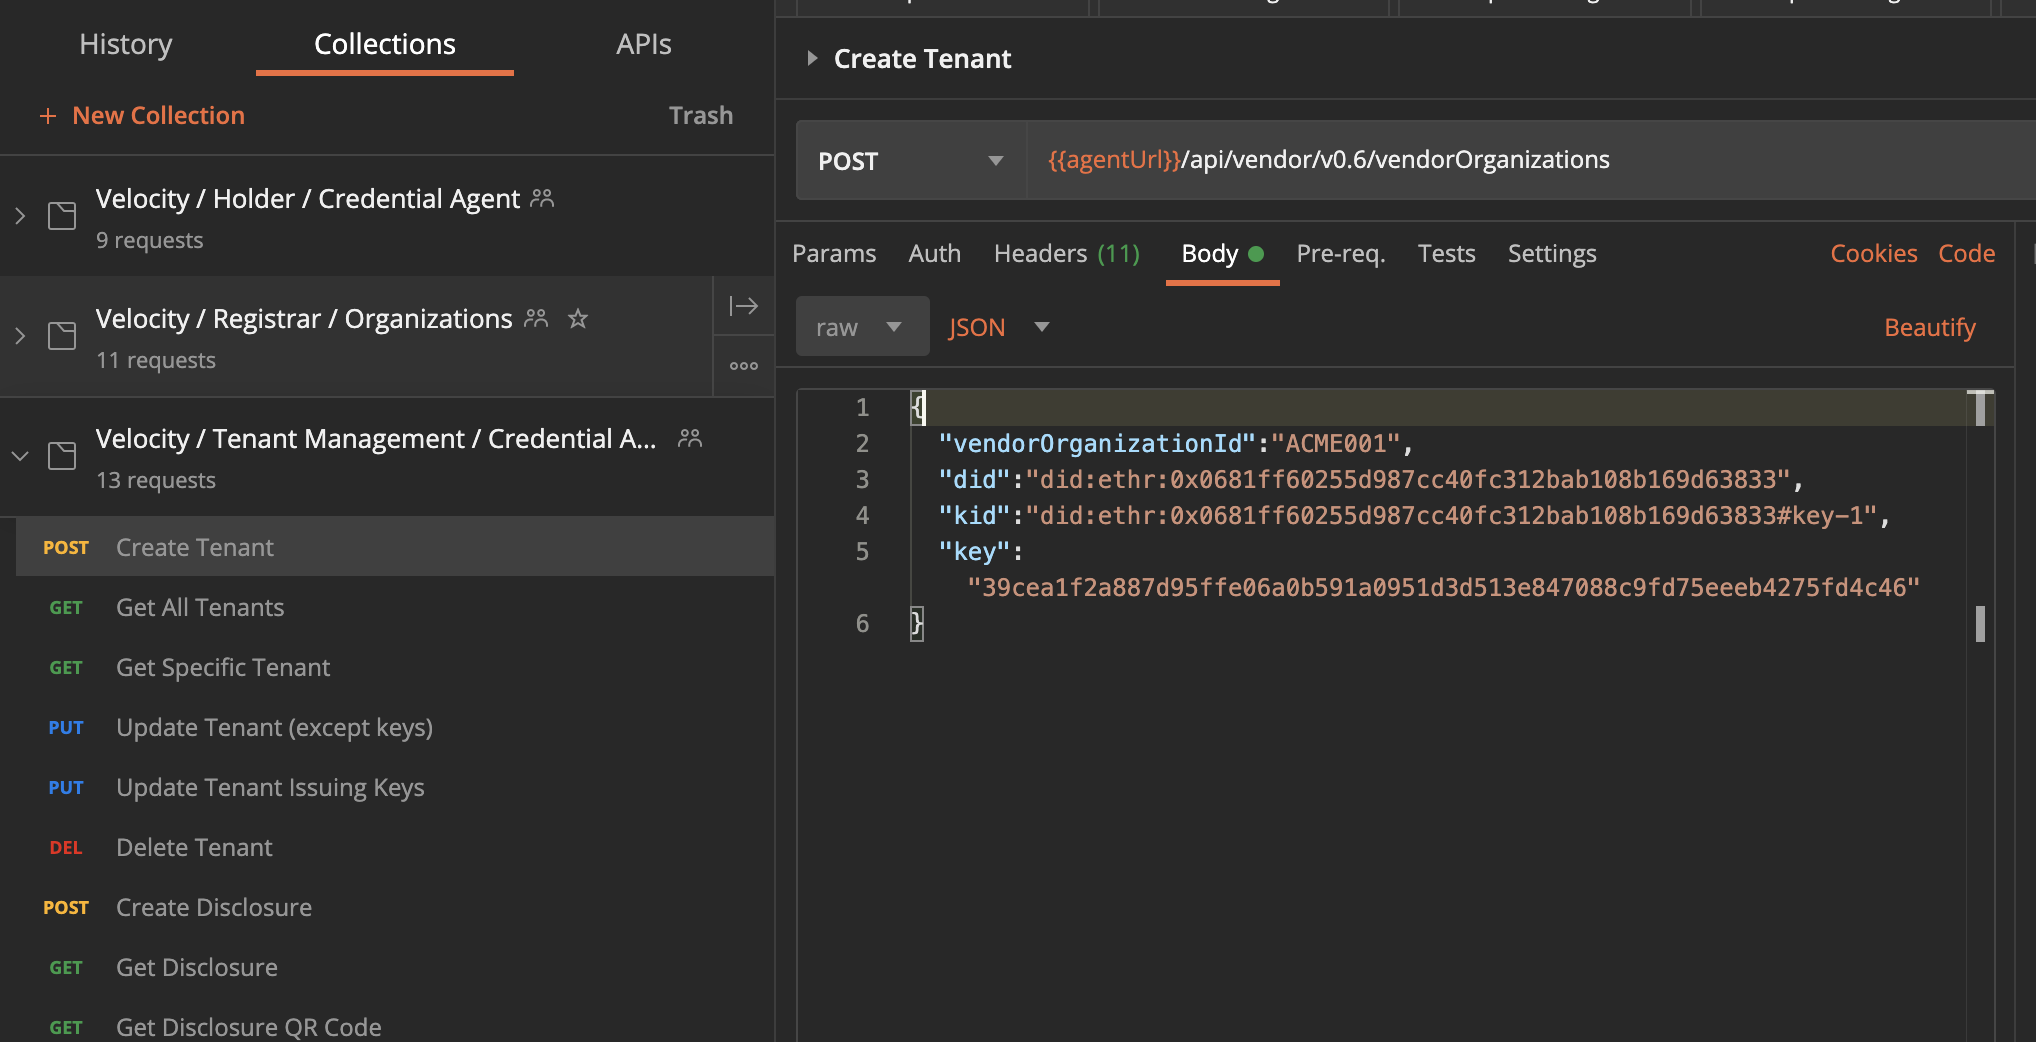 History
Collections
APIs
+ New Collection
Trash
Velocity / Holder / Credential Agent
9 requests
Velocity / Registrar / Organizations
11 requests
Velocity / Tenant Management / Credential A...
13 requests
POST Create Tenant
GET Get All Tenants
GET Get Specific Tenant
PUT Update Tenant (except keys)
PUT Update Tenant Issuing Keys
DEL Delete Tenant
POST Create Disclosure
GET Get Disclosure
GET Get Disclosure QR Code
Create Tenant
POST {{agentUrl}}/api/vendor/v0.6/vendorOrganizations
Params Auth Headers (11) Body Pre-req. Tests Settings Cookies Code
raw JSON Beautify
1 {
2 "vendorOrganizationId":"ACME001",
3 "did":"did:ethr:0x0681ff60255d987cc40fc312bab108b169d63833",
4 "kid":"did:ethr:0x0681ff60255d987cc40fc312bab108b169d63833#key-1",
5 "key":
"39cea1f2a887d95ffe06a0b591a0951d3d513e847088c9fd75eeeb4275fd4c46"
6 }